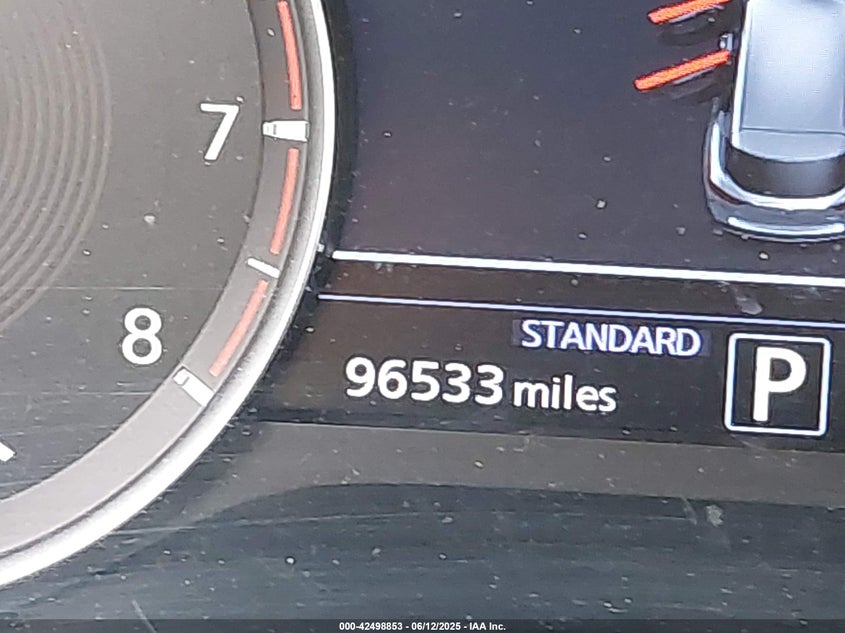 7
8
STANDARD
96533 miles
P
000-42498853 - 06/12/2025 - IAA Inc.